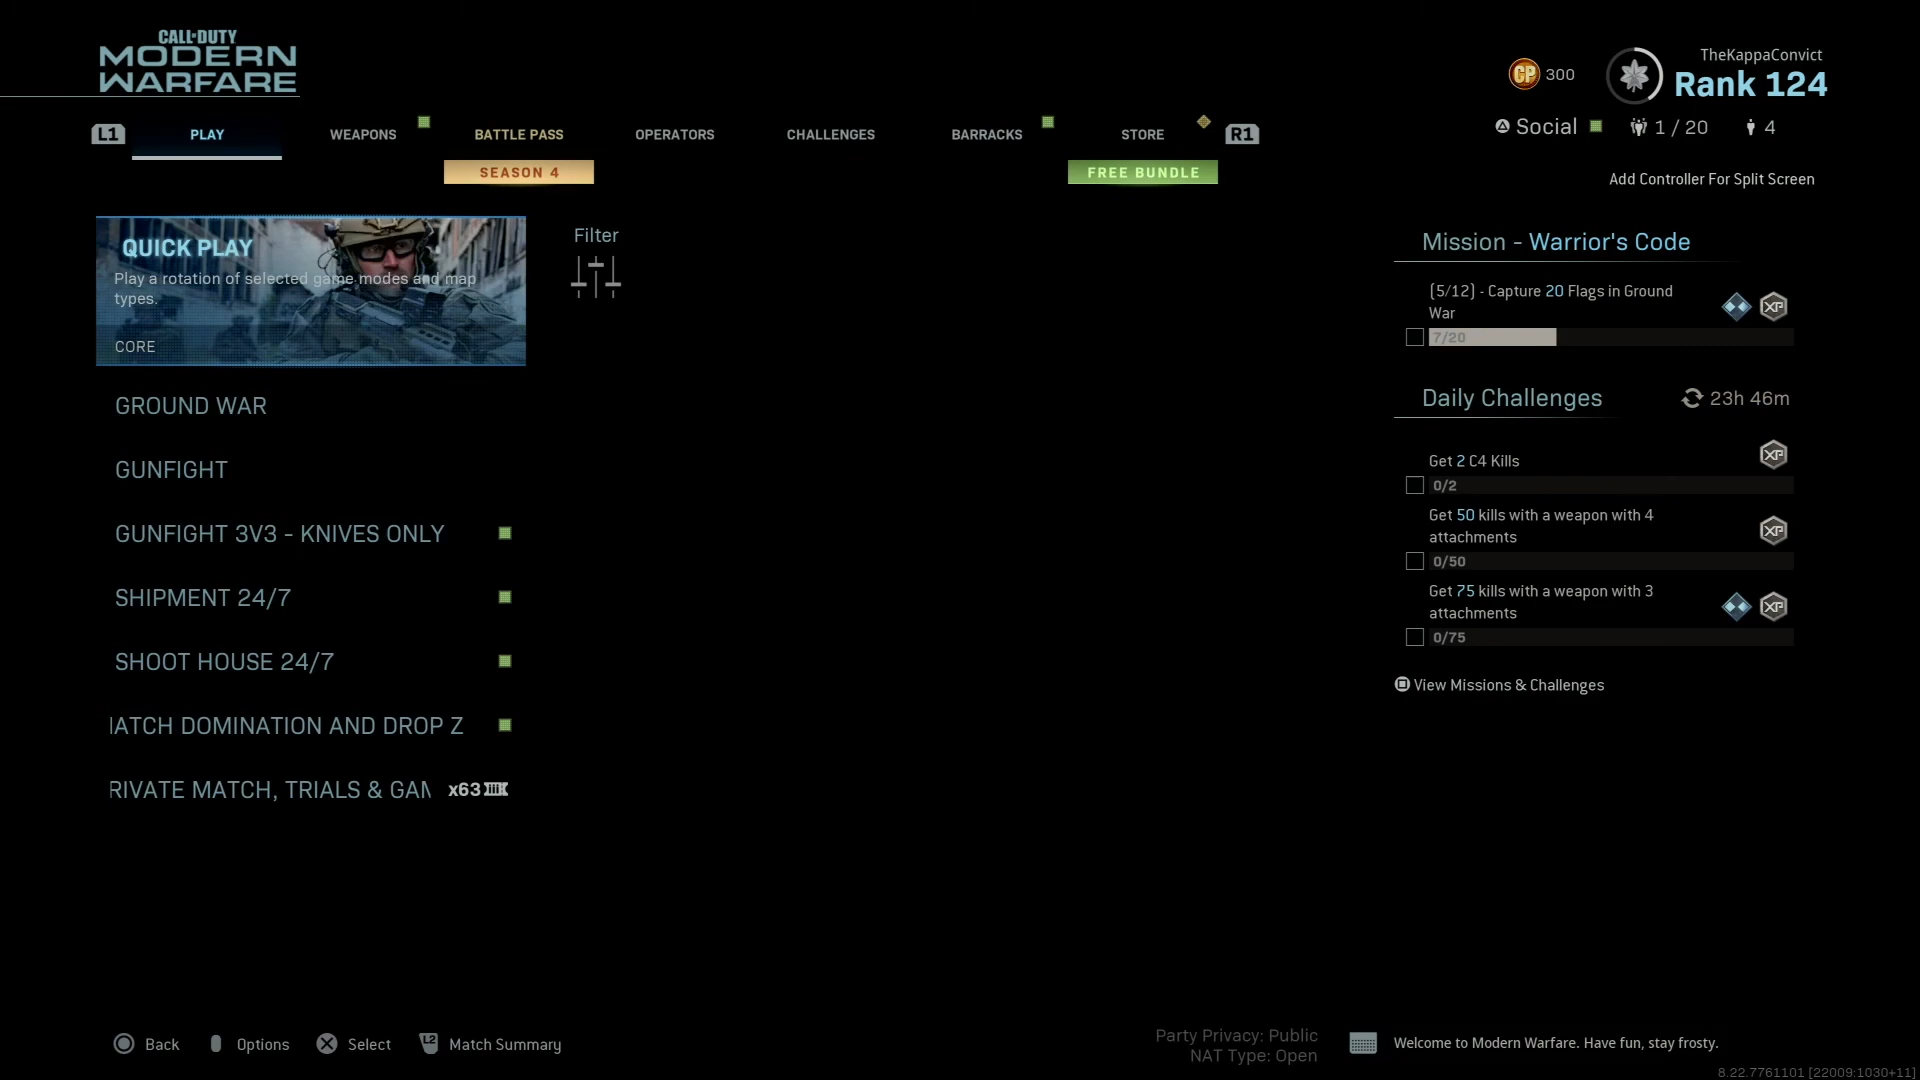 CALL OF DUTY
MODERN
WARFARE
CP 300
TheKappaConvict
Rank 124
L1 PLAY WEAPONS BATTLE PASS OPERATORS CHALLENGES BARRACKS STORE R1
Social 1 / 20 4
SEASON 4 FREE BUNDLE
Add Controller For Split Screen
QUICK PLAY
Play a rotation of selected game modes and map
types.
CORE
Filter
GROUND WAR
GUNFIGHT
GUNFIGHT 3V3 - KNIVES ONLY
SHIPMENT 24/7
SHOOT HOUSE 24/7
IATCH DOMINATION AND DROP Z
RIVATE MATCH, TRIALS & GAM x63
Mission - Warrior's Code
(5/12) - Capture 20 Flags in Ground
War
XP
7/20
Daily Challenges 23h 46m
Get 2 C4 Kills
XP
0/2
Get 50 kills with a weapon with 4
attachments
XP
0/50
Get 75 kills with a weapon with 3
attachments
XP
0/75
View Missions & Challenges
Back Options Select L2 Match Summary
Party Privacy: Public
NAT Type: Open
Welcome to Modern Warfare. Have fun, stay frosty.
8.22.7761101 [22009:1030+11]